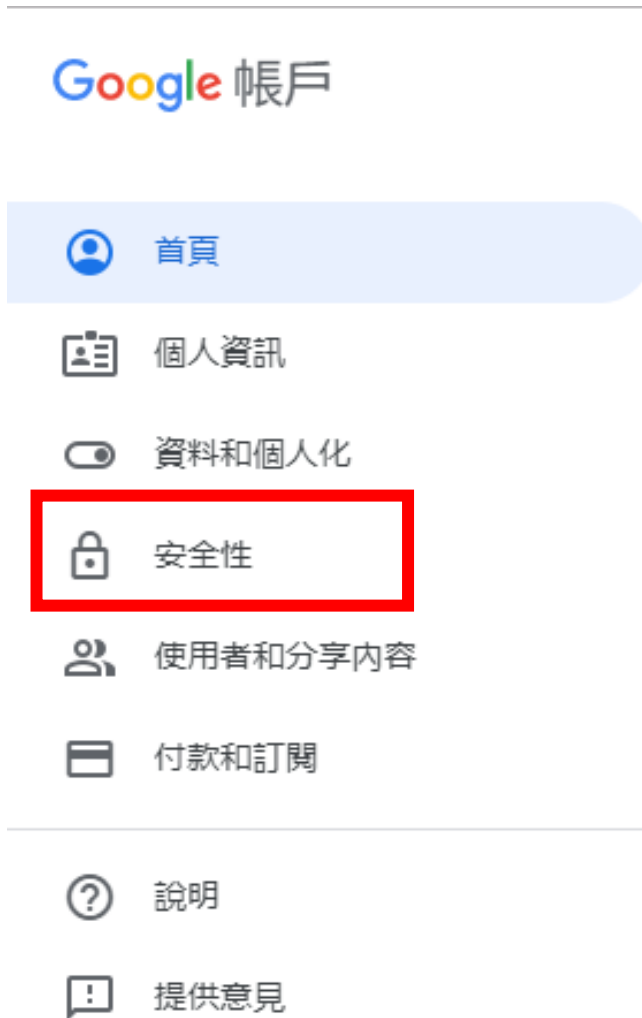 Google 帳戶
首頁
個人資訊
資料和個人化
安全性
使用者和分享內容
付款和訂閱
說明
提供意見